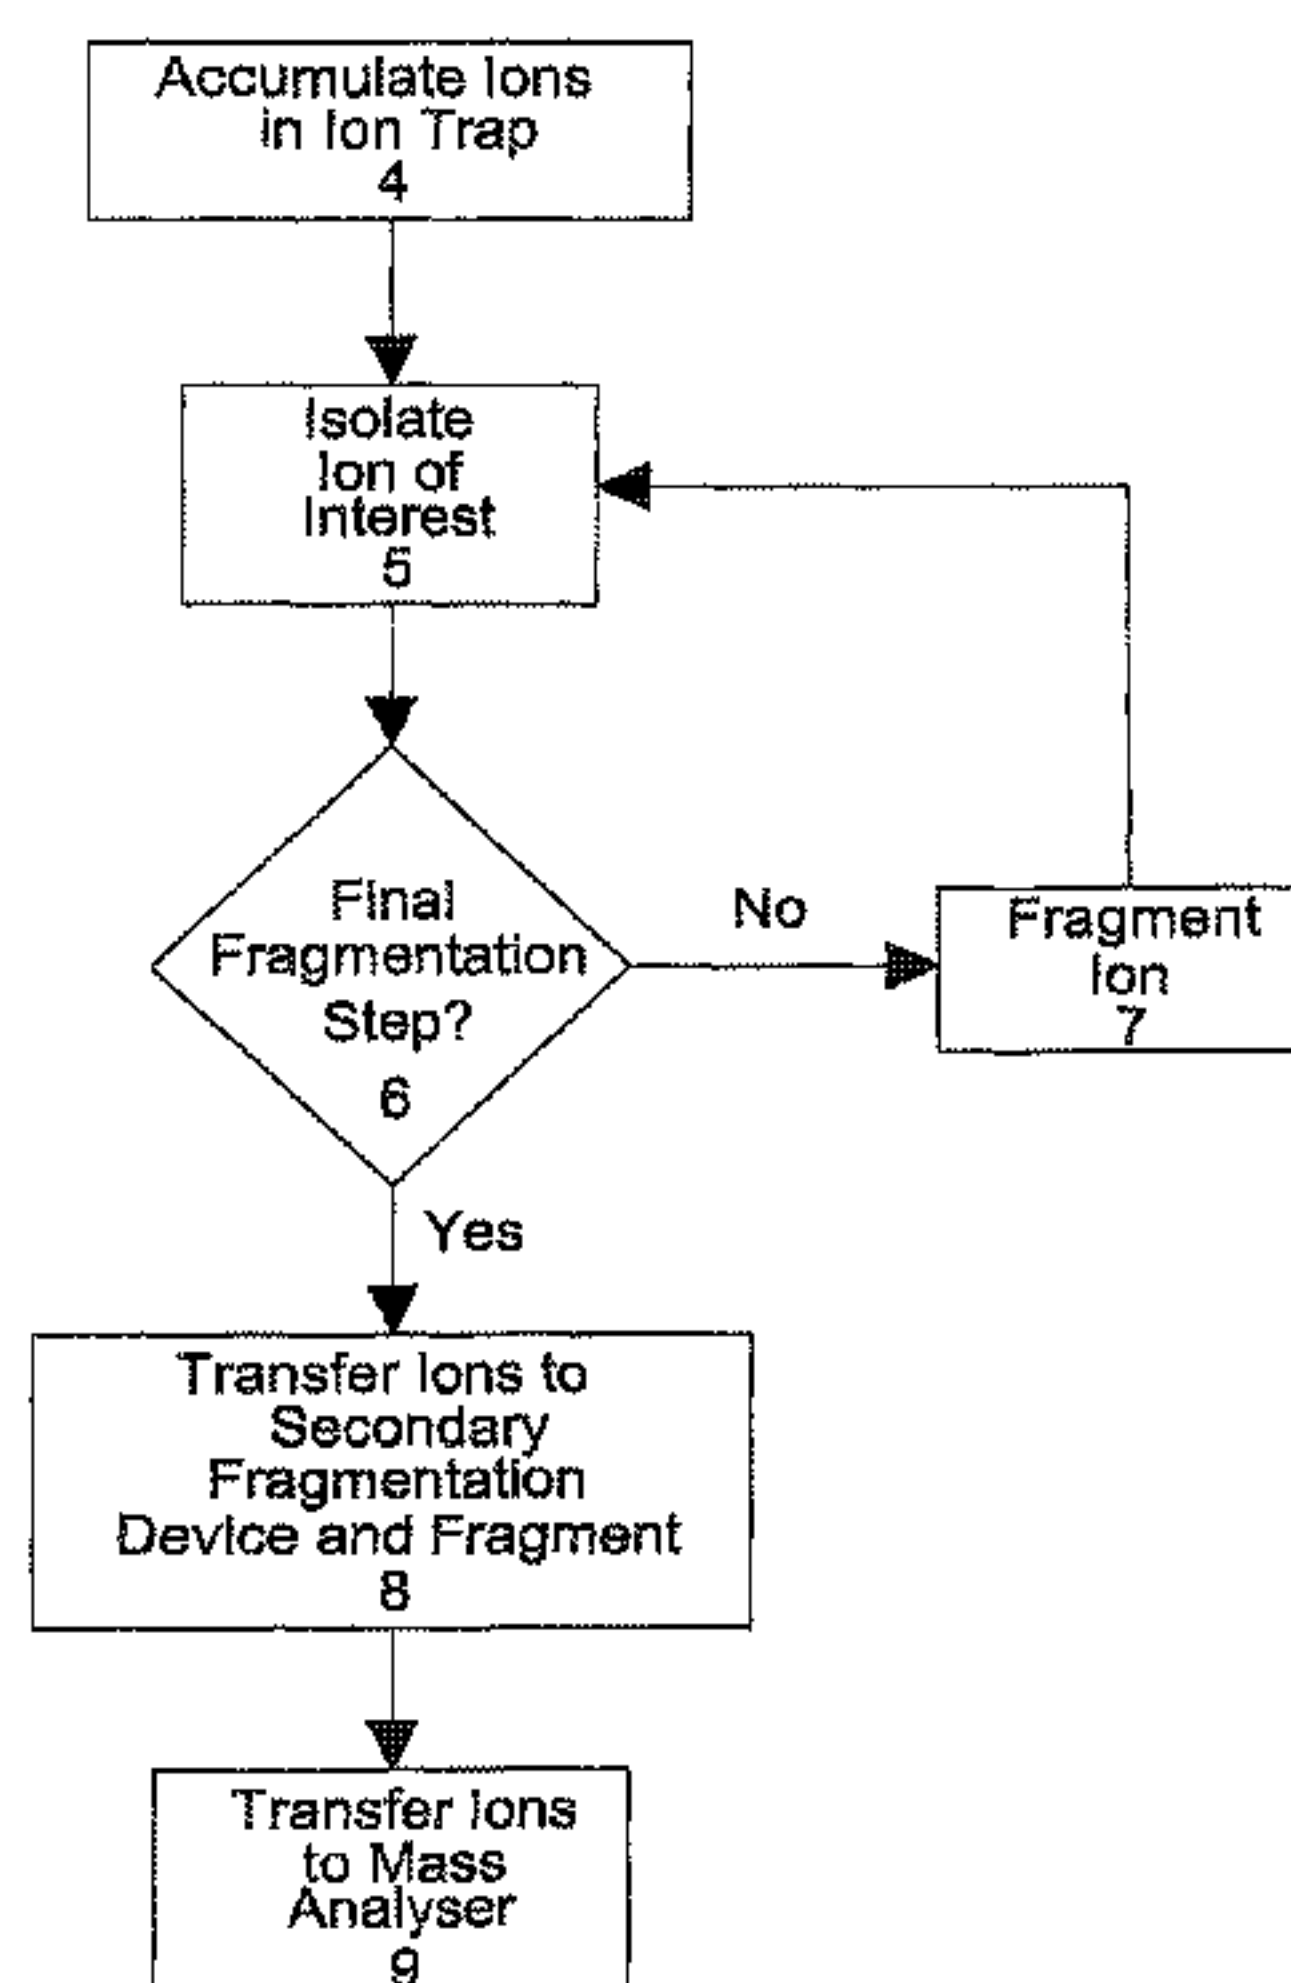 Accumulate Ions
in Ion Trap
4
Isolate
Ion of
Interest
5
Final
Fragmentation
Step?
6
No
Fragment
Ion
7
Yes
Transfer Ions to
Secondary
Fragmentation
Device and Fragment
8
Transfer Ions
to Mass
Analyser
9